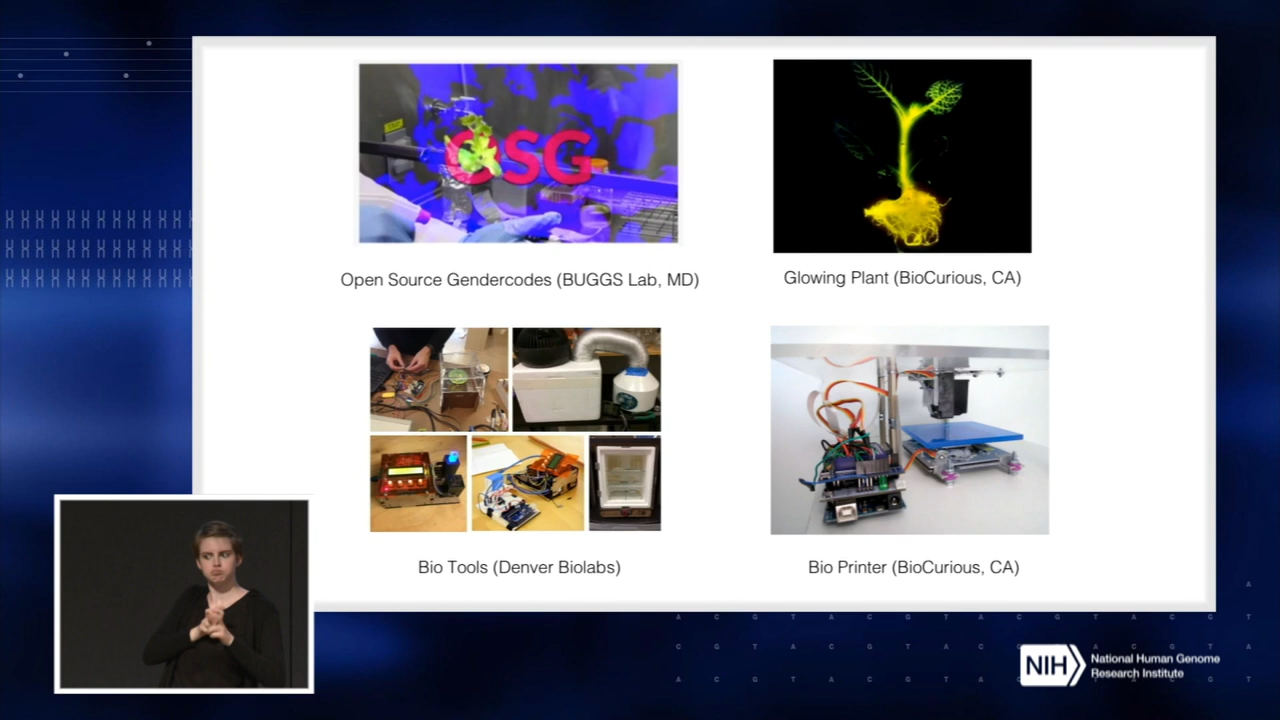 OSG
Open Source Gendercodes (BUGGS Lab, MD)
Glowing Plant (BioCurious, CA)
Bio Tools (Denver Biolabs)
Bio Printer (BioCurious, CA)
A
A C G T A C G T A C G T
NIH
National Human Genome
Research Institute